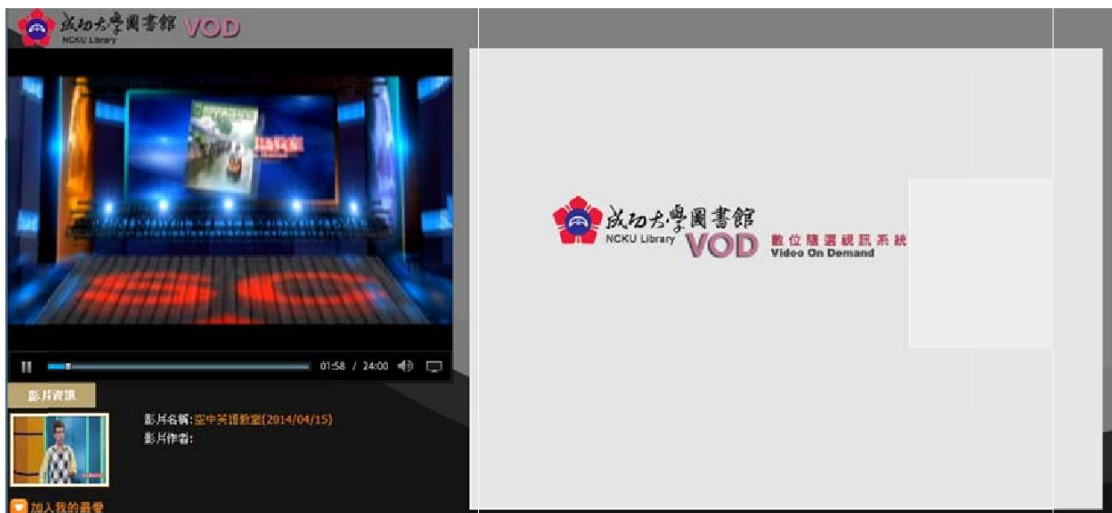 成功大學圖書館 VOD
NCKU Library
01:58 / 24:00
影片資訊
影片名稱:空中英語教室(2014/04/15)
影片作者:
加入我的最愛
成功大學圖書館
NCKU Library VOD 數位隨選視訊系統
Video On Demand